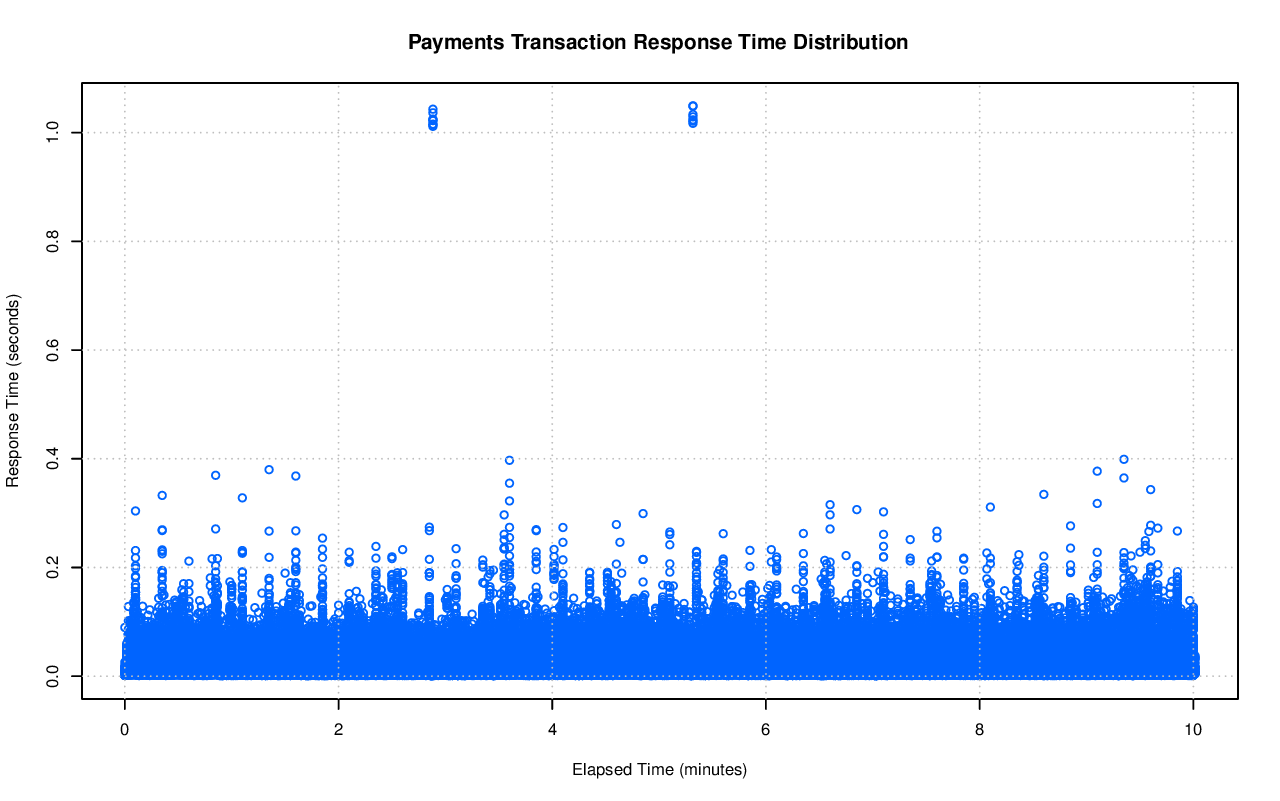 Payments Transaction Response Time Distribution
Response Time (seconds)
1.0
0.8
0.6
0.4
0.2
0.0
0 2 4 6 8 10
Elapsed Time (minutes)